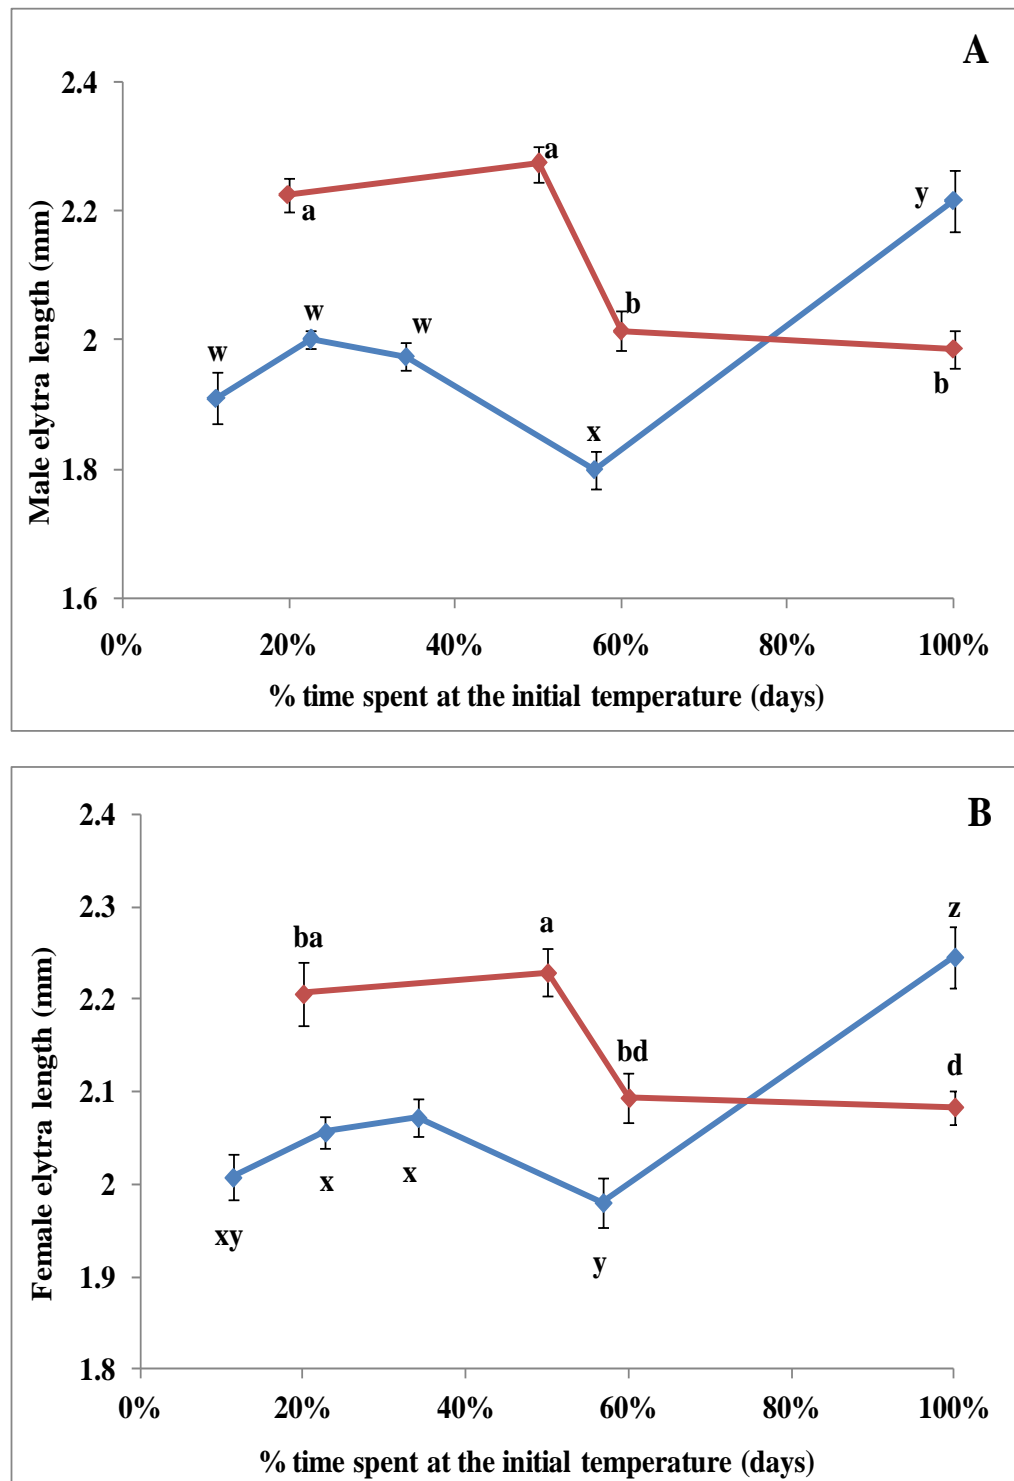 A
2.4
a
a
y
2.2
b
w
w
w
2
b
x
1.8
1.6
0% 20% 40% 60% 80% 100%
Male elytra length (mm)
% time spent at the initial temperature (days)
B
2.4
2.3
z
a
ba
2.2
bd
d
2.1
x
x
2
xy
y
1.9
1.8
0% 20% 40% 60% 80% 100%
Female elytra length (mm)
% time spent at the initial temperature (days)